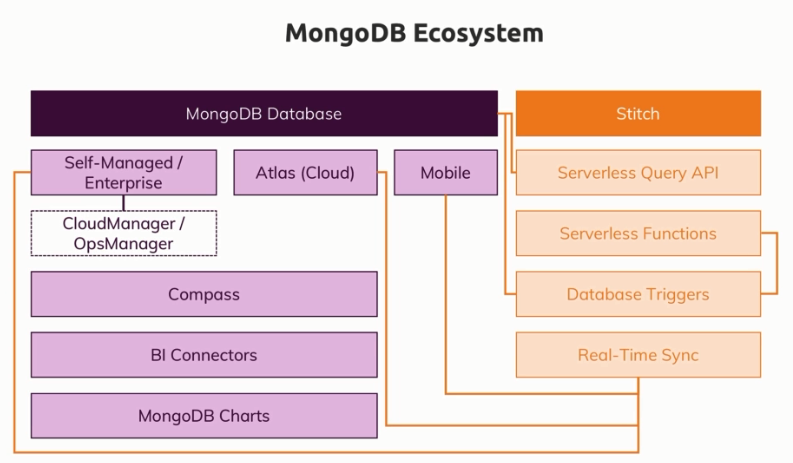 MongoDB Ecosystem
MongoDB Database
Stitch
Self-Managed /
Enterprise
Atlas (Cloud)
Mobile
Serverless Query API
CloudManager /
OpsManager
Serverless Functions
Compass
Database Triggers
BI Connectors
Real-Time Sync
MongoDB Charts